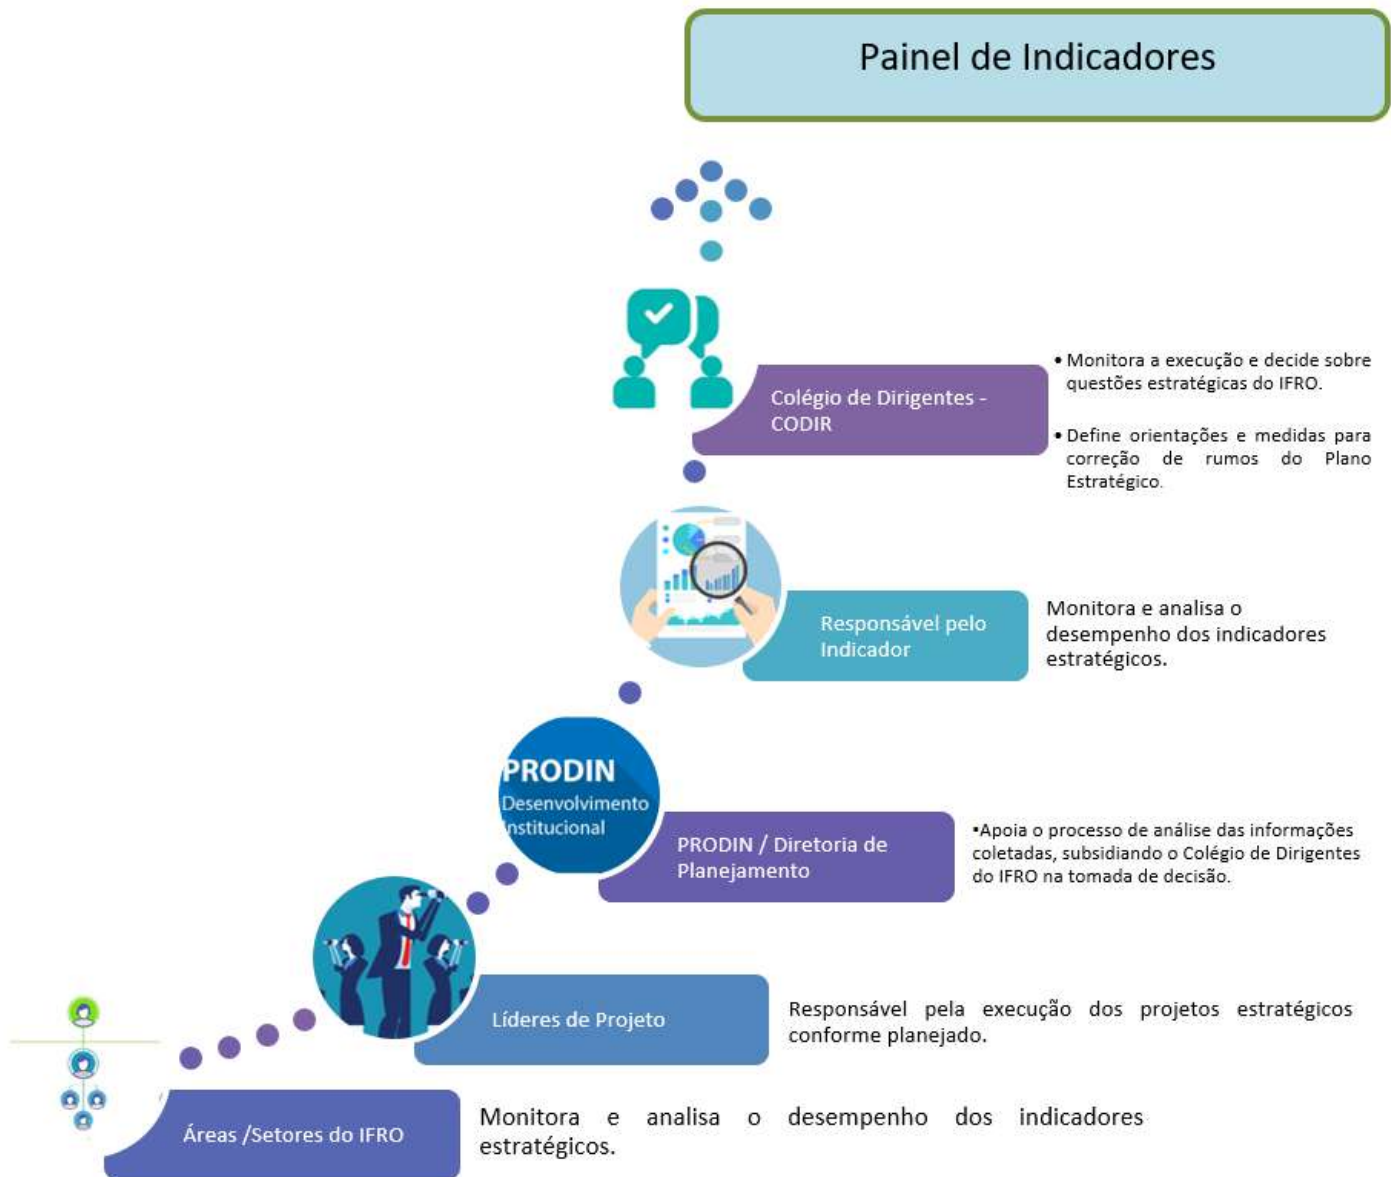 Painel de Indicadores
Colégio de Dirigentes -
CODIR
• Monitora a execução e decide sobre
questões estratégicas do IFRO.
• Define orientações e medidas para
correção de rumos do Plano
Estratégico.
Responsável pelo
Indicador
Monitora e analisa o
desempenho dos indicadores
estratégicos.
PRODIN
Desenvolvimento
Institucional
PRODIN / Diretoria de
Planejamento
•Apoia o processo de análise das informações
coletadas, subsidiando o Colégio de Dirigentes
do IFRO na tomada de decisão.
Líderes de Projeto
Responsável pela execução dos projetos estratégicos
conforme planejado.
Áreas /Setores do IFRO
Monitora e analisa o desempenho dos indicadores
estratégicos.